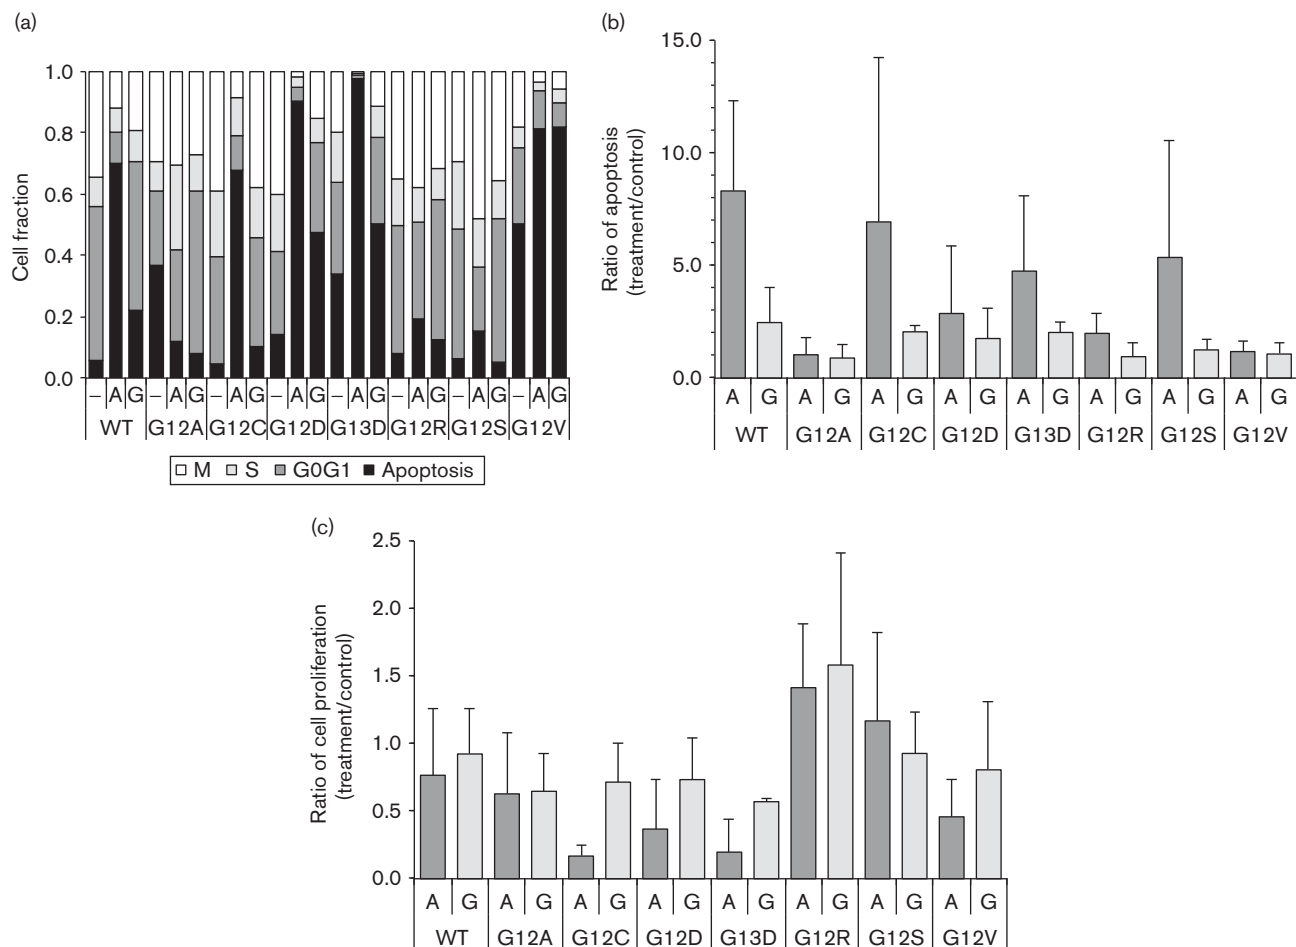 (a)
Cell fraction
1.0
0.8
0.6
0.4
0.2
0.0
– A G – A G – A G – A G – A G – A G – A G – A G
WT G12A G12C G12D G13D G12R G12S G12V
M S G0G1 Apoptosis
(b)
Ratio of apoptosis
(treatment/control)
15.0
10.0
5.0
0.0
A G A G A G A G A G A G A G A G
WT G12A G12C G12D G13D G12R G12S G12V
(c)
Ratio of cell proliferation
(treatment/control)
2.5
2.0
1.5
1.0
0.5
0.0
A G A G A G A G A G A G A G A G
WT G12A G12C G12D G13D G12R G12S G12V